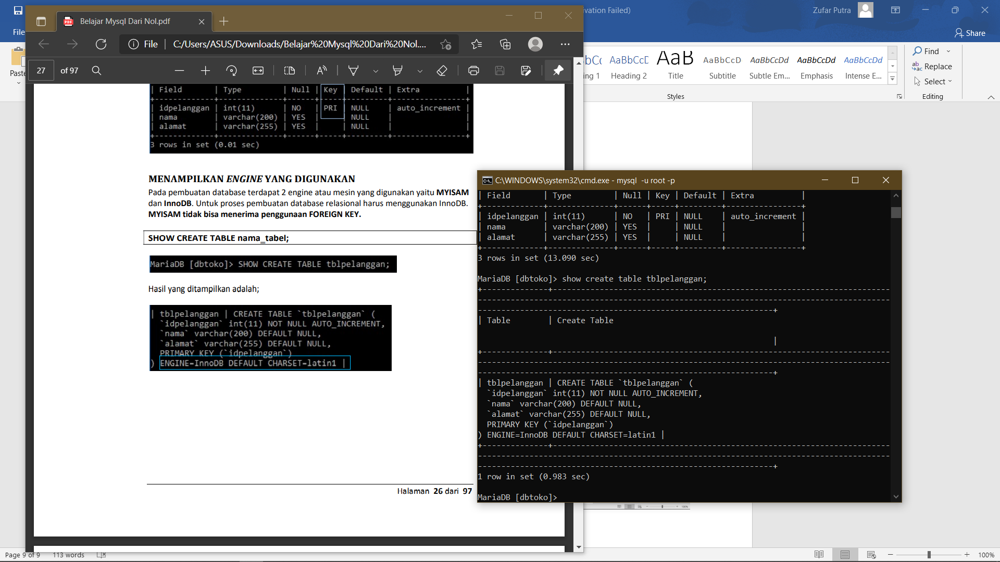 Belajar Mysql Dari Nol.pdf
File | C:/Users/ASUS/Downloads/Belajar%20Mysql%20Dari%20Nol....
27 of 97
| Field | Type | Null | Key | Default | Extra |
| idpelanggan | int(11) | NO | PRI | NULL | auto_increment |
| nama | varchar(200) | YES | | NULL | |
| alamat | varchar(255) | YES | | NULL | |
3 rows in set (0.01 sec)
MENAMPILKAN ENGINE YANG DIGUNAKAN
Pada pembuatan database terdapat 2 engine atau mesin yang digunakan yaitu MYISAM
dan InnoDB. Untuk proses pembuatan database relasional harus menggunakan InnoDB.
MYISAM tidak bisa menerima penggunaan FOREIGN KEY.
SHOW CREATE TABLE nama_tabel;
MariaDB [dbtoko]> SHOW CREATE TABLE tblpelanggan;
Hasil yang ditampilkan adalah;
| tblpelanggan | CREATE TABLE `tblpelanggan` (
`idpelanggan` int(11) NOT NULL AUTO_INCREMENT,
`nama` varchar(200) DEFAULT NULL,
`alamat` varchar(255) DEFAULT NULL,
PRIMARY KEY (`idpelanggan`)
) ENGINE=InnoDB DEFAULT CHARSET=latin1 |
Halaman 26 dari 97
ivation Failed)
Zufar Putra
File
Share
Paste
AaBbCcD AaB AaBbCcD AaBbCcDd AaBbCcDd AaBbCcDd
ing 1 Heading 2 Title Subtitle Subtle Em... Emphasis Intense E...
Styles
Find
Replace
Select
Editing
C:\WINDOWS\system32\cmd.exe - mysql -u root -p
| Field | Type | Null | Key | Default | Extra |
| idpelanggan | int(11) | NO | PRI | NULL | auto_increment |
| nama | varchar(200) | YES | | NULL | |
| alamat | varchar(255) | YES | | NULL | |
3 rows in set (13.090 sec)
MariaDB [dbtoko]> show create table tblpelanggan;
| Table | Create Table
|
| tblpelanggan | CREATE TABLE `tblpelanggan` (
`idpelanggan` int(11) NOT NULL AUTO_INCREMENT,
`nama` varchar(200) DEFAULT NULL,
`alamat` varchar(255) DEFAULT NULL,
PRIMARY KEY (`idpelanggan`)
) ENGINE=InnoDB DEFAULT CHARSET=latin1 |
1 row in set (0.983 sec)
MariaDB [dbtoko]>
Page 9 of 9 113 words
100%